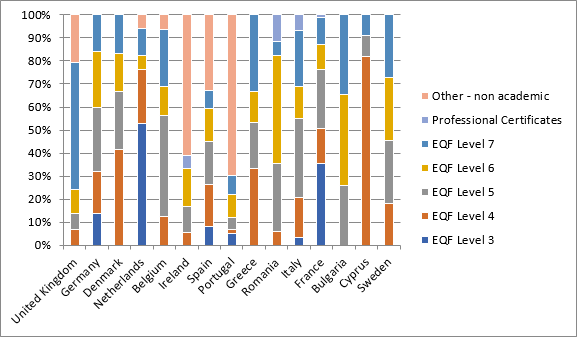 100%
90%
80%
70%
60%
50%
40%
30%
20%
10%
0%
United Kingdom
Germany
Denmark
Netherlands
Belgium
Ireland
Spain
Portugal
Greece
Romania
Italy
France
Bulgaria
Cyprus
Sweden
Other - non academic
Professional Certificates
EQF Level 7
EQF Level 6
EQF Level 5
EQF Level 4
EQF Level 3